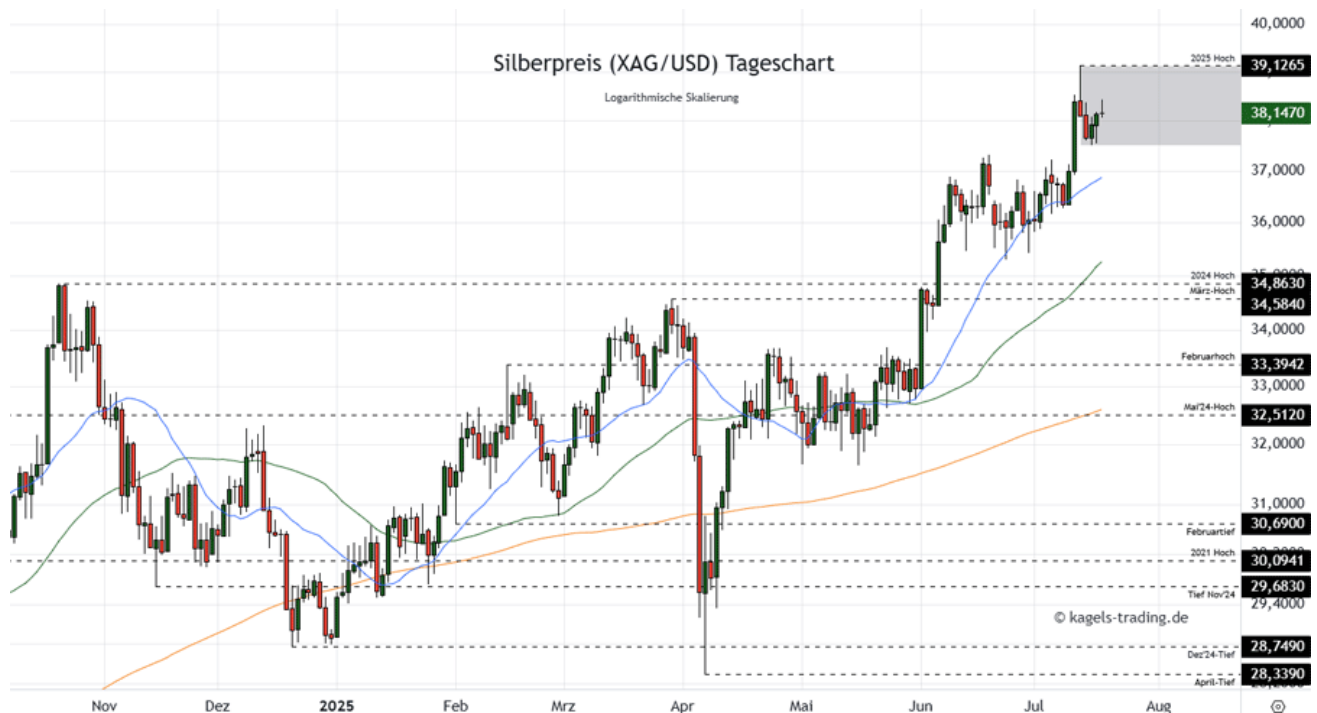 40,0000
Silberpreis (XAG/USD) Tageschart
Logarithmische Skalierung
2025 Hoch
39,1265
38,1470
37,0000
36,0000
2024 Hoch
34,8630
März-Hoch
34,5840
34,0000
Februarhoch
33,3942
33,0000
Mai'24-Hoch
32,5120
32,0000
31,0000
30,6900
Februartief
2021 Hoch
30,0941
29,6830
Tief Nov'24
29,4000
© kagels-trading.de
28,7490
Dez'24-Tief
28,3390
April-Tief
Nov Dez 2025 Feb Mrz Apr Mai Jun Jul Aug